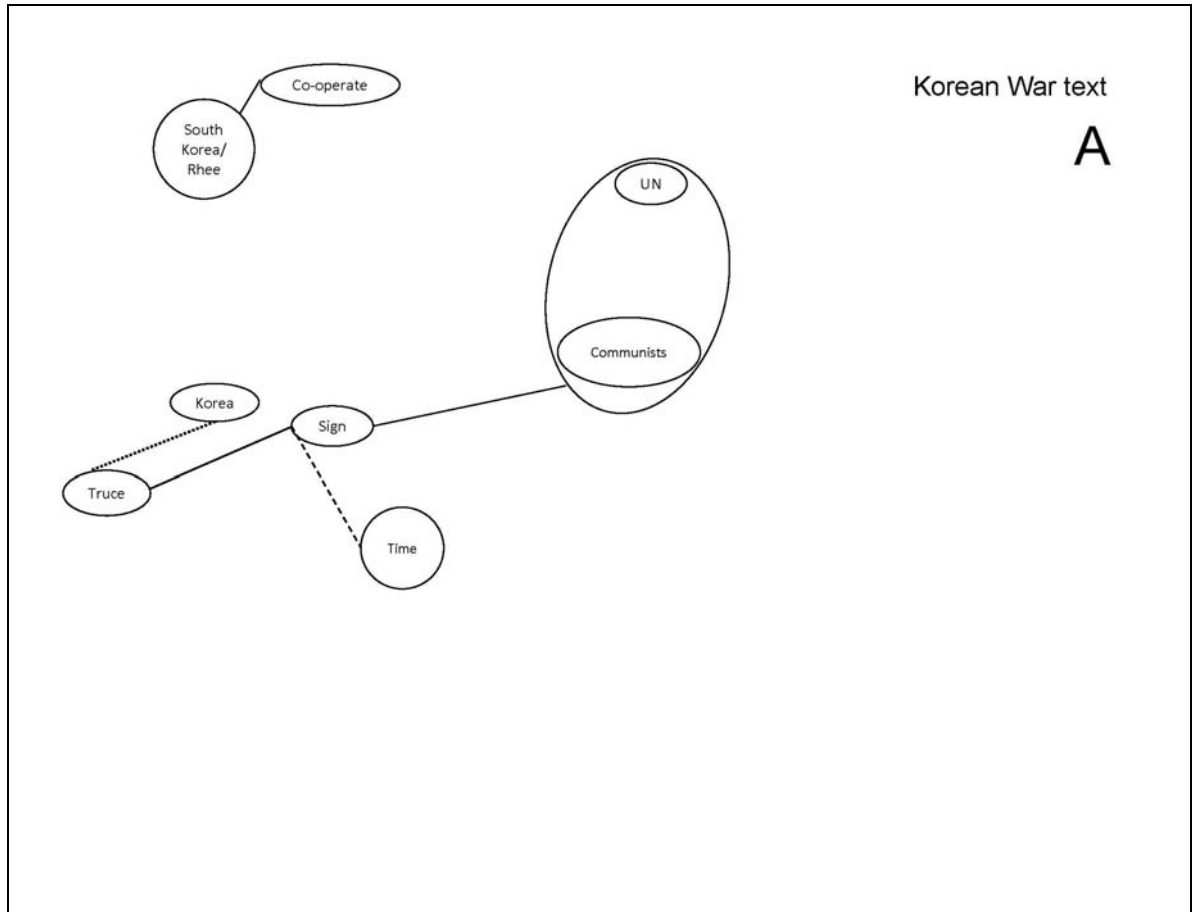 Co-operate
Korean War text
A
South
Korea/
Rhee
UN
Communists
Korea
Sign
Truce
Time